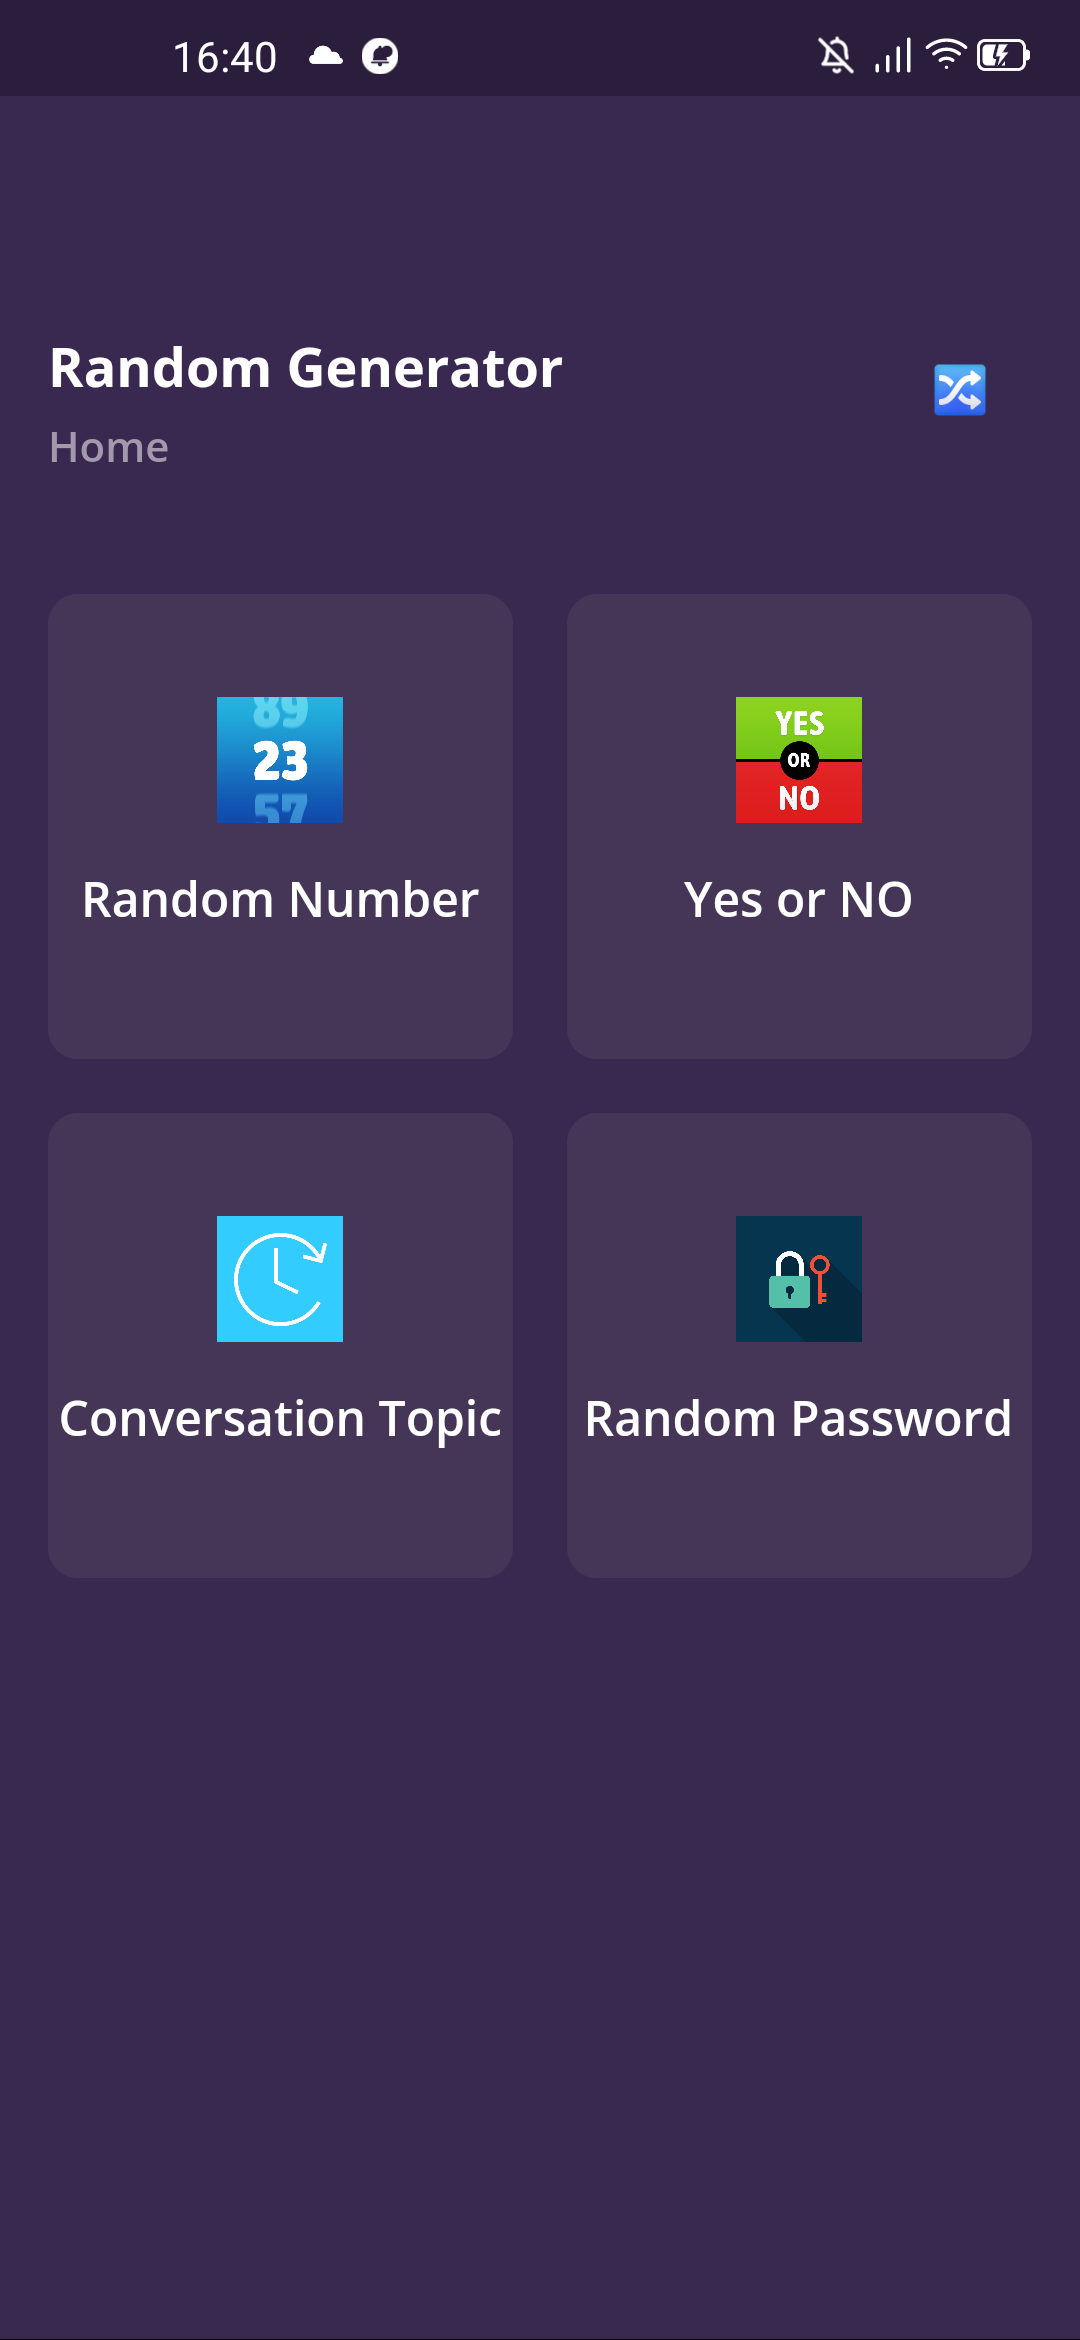 16:40
Random Generator
Home
89
23
57
YES
OR
NO
Random Number
Yes or NO
Conversation Topic
Random Password